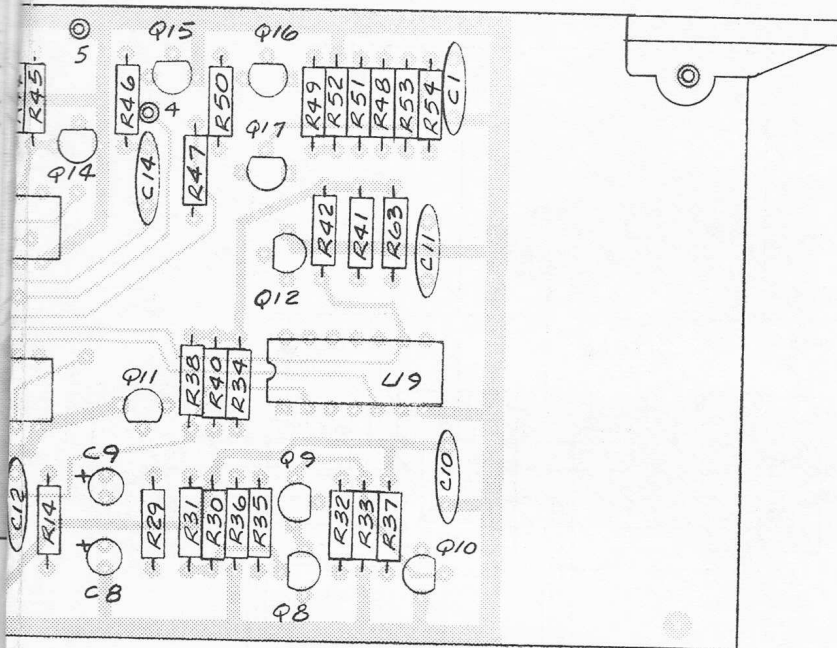 Q15
Q16
5
R45
R46
4
R50
R49
R52
R51
R48
R53
R54
C1
Q14
C14
R47
Q17
R42
R41
R63
C11
Q12
Q11
R38
R40
R34
U9
C9
+
Q9
C10
C12
R14
R29
R31
R30
R36
R35
R32
R33
R37
+
C8
Q8
Q10